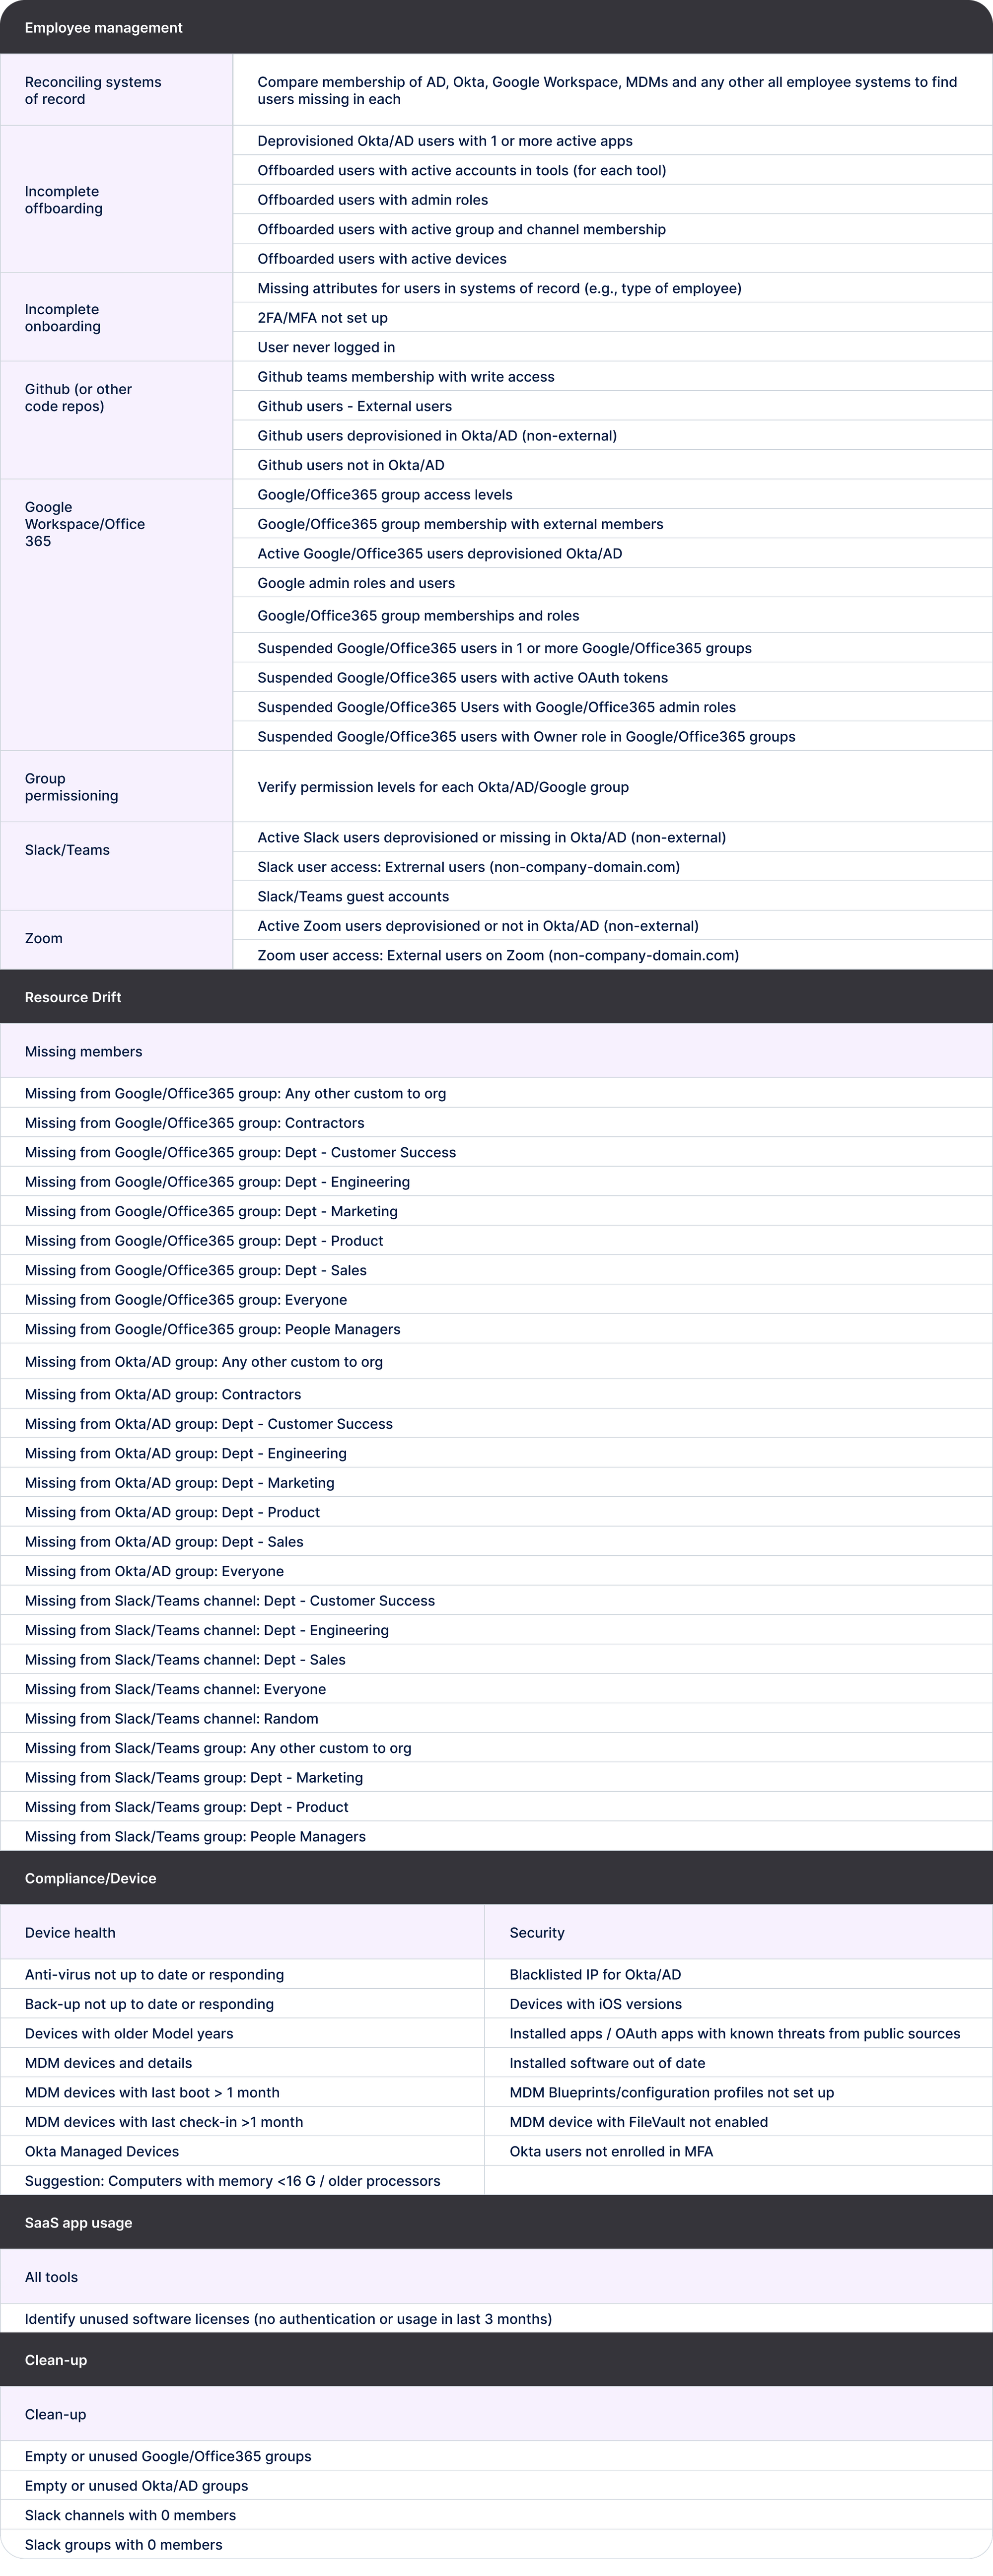 Employee management
Reconciling systems
of record
Compare membership of AD, Okta, Google Workspace, MDMs and any other all employee systems to find
users missing in each
Incomplete
offboarding
Deprovisioned Okta/AD users with 1 or more active apps
Offboarded users with active accounts in tools (for each tool)
Offboarded users with admin roles
Offboarded users with active group and channel membership
Offboarded users with active devices
Incomplete
onboarding
Missing attributes for users in systems of record (e.g., type of employee)
2FA/MFA not set up
User never logged in
Github (or other
code repos)
Github teams membership with write access
Github users - External users
Github users deprovisioned in Okta/AD (non-external)
Github users not in Okta/AD
Google
Workspace/Office
365
Google/Office365 group access levels
Google/Office365 group membership with external members
Active Google/Office365 users deprovisioned Okta/AD
Google admin roles and users
Google/Office365 group memberships and roles
Suspended Google/Office365 users in 1 or more Google/Office365 groups
Suspended Google/Office365 users with active OAuth tokens
Suspended Google/Office365 Users with Google/Office365 admin roles
Suspended Google/Office365 users with Owner role in Google/Office365 groups
Group
permissioning
Verify permission levels for each Okta/AD/Google group
Slack/Teams
Active Slack users deprovisioned or missing in Okta/AD (non-external)
Slack user access: Extrernal users (non-company-domain.com)
Slack/Teams guest accounts
Zoom
Active Zoom users deprovisioned or not in Okta/AD (non-external)
Zoom user access: External users on Zoom (non-company-domain.com)
Resource Drift
Missing members
Missing from Google/Office365 group: Any other custom to org
Missing from Google/Office365 group: Contractors
Missing from Google/Office365 group: Dept - Customer Success
Missing from Google/Office365 group: Dept - Engineering
Missing from Google/Office365 group: Dept - Marketing
Missing from Google/Office365 group: Dept - Product
Missing from Google/Office365 group: Dept - Sales
Missing from Google/Office365 group: Everyone
Missing from Google/Office365 group: People Managers
Missing from Okta/AD group: Any other custom to org
Missing from Okta/AD group: Contractors
Missing from Okta/AD group: Dept - Customer Success
Missing from Okta/AD group: Dept - Engineering
Missing from Okta/AD group: Dept - Marketing
Missing from Okta/AD group: Dept - Product
Missing from Okta/AD group: Dept - Sales
Missing from Okta/AD group: Everyone
Missing from Slack/Teams channel: Dept - Customer Success
Missing from Slack/Teams channel: Dept - Engineering
Missing from Slack/Teams channel: Dept - Sales
Missing from Slack/Teams channel: Everyone
Missing from Slack/Teams channel: Random
Missing from Slack/Teams group: Any other custom to org
Missing from Slack/Teams group: Dept - Marketing
Missing from Slack/Teams group: Dept - Product
Missing from Slack/Teams group: People Managers
Compliance/Device
Device health
Security
Anti-virus not up to date or responding
Blacklisted IP for Okta/AD
Back-up not up to date or responding
Devices with iOS versions
Devices with older Model years
Installed apps / OAuth apps with known threats from public sources
MDM devices and details
Installed software out of date
MDM devices with last boot > 1 month
MDM Blueprints/configuration profiles not set up
MDM devices with last check-in >1 month
MDM device with FileVault not enabled
Okta Managed Devices
Okta users not enrolled in MFA
Suggestion: Computers with memory <16 G / older processors
SaaS app usage
All tools
Identify unused software licenses (no authentication or usage in last 3 months)
Clean-up
Clean-up
Empty or unused Google/Office365 groups
Empty or unused Okta/AD groups
Slack channels with 0 members
Slack groups with 0 members